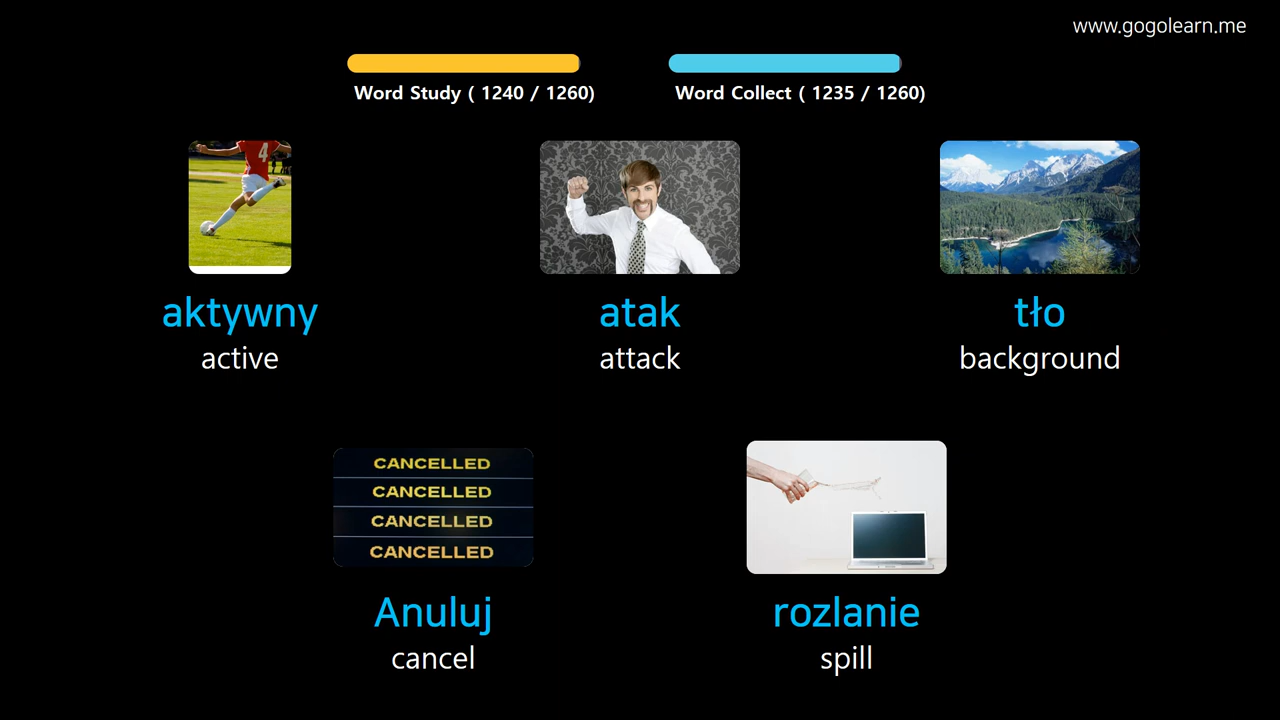 www.gogolearn.me
Word Study ( 1240 / 1260)
Word Collect ( 1235 / 1260)
4
aktywny
active
atak
attack
tło
background
CANCELLED
CANCELLED
CANCELLED
CANCELLED
Anuluj
cancel
rozlanie
spill